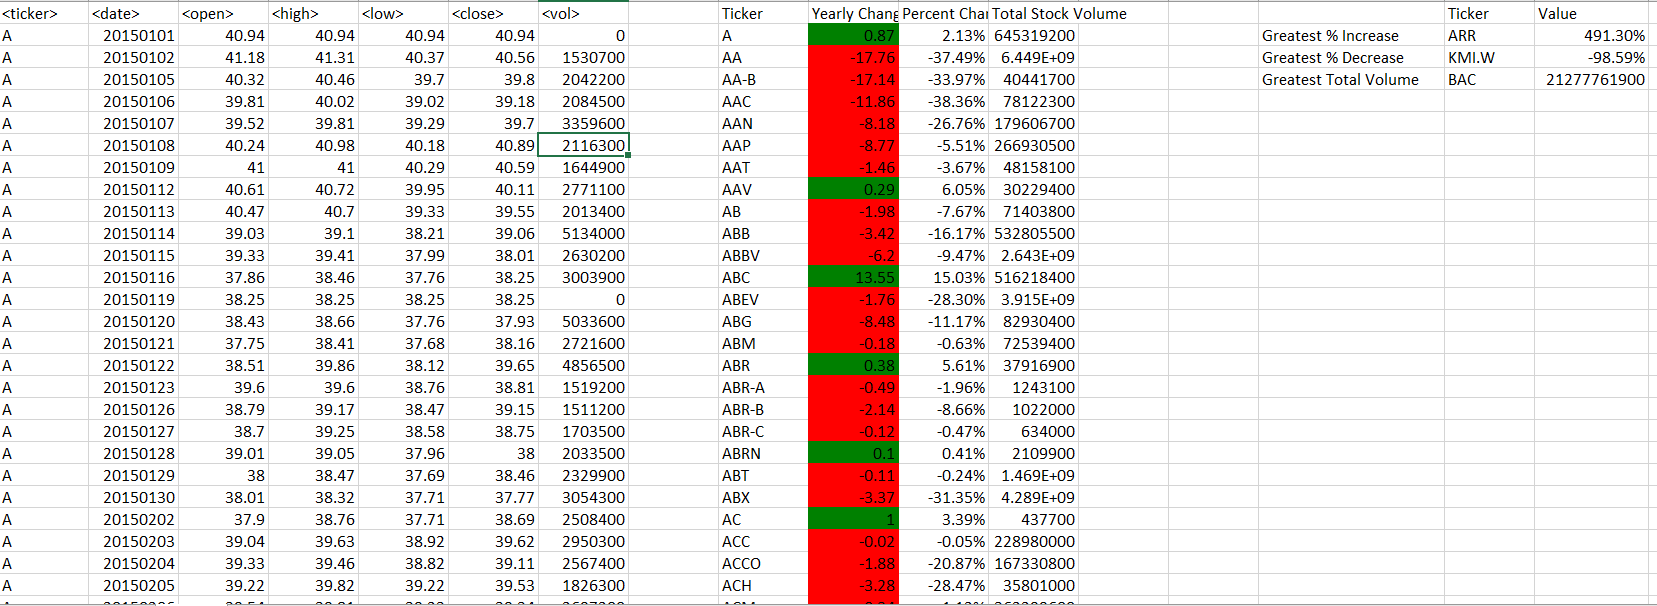 <ticker> <date> <open> <high> <low> <close> <vol> Ticker Yearly Chang Percent Char Total Stock Volume Ticker Value
A 20150101 40.94 40.94 40.94 40.94 0 A 0.87 2.13% 645319200 Greatest % Increase ARR 491.30%
A 20150102 41.18 41.31 40.37 40.56 1530700 AA -17.76 -37.49% 6.449E+09 Greatest % Decrease KMI.W -98.59%
A 20150105 40.32 40.46 39.7 39.8 2042200 AA-B -17.14 -33.97% 40441700 Greatest Total Volume BAC 21277761900
A 20150106 39.81 40.02 39.02 39.18 2084500 AAC -11.86 -38.36% 78122300
A 20150107 39.52 39.81 39.29 39.7 3359600 AAN -8.18 -26.76% 179606700
A 20150108 40.24 40.98 40.18 40.89 2116300 AAP -8.77 -5.51% 266930500
A 20150109 41 41 40.29 40.59 1644900 AAT -1.46 -3.67% 48158100
A 20150112 40.61 40.72 39.95 40.11 2771100 AAV 0.29 6.05% 30229400
A 20150113 40.47 40.7 39.33 39.55 2013400 AB -1.98 -7.67% 71403800
A 20150114 39.03 39.1 38.21 39.06 5134000 ABB -3.42 -16.17% 532805500
A 20150115 39.33 39.41 37.99 38.01 2630200 ABBV -6.2 -9.47% 2.643E+09
A 20150116 37.86 38.46 37.76 38.25 3003900 ABC 13.55 15.03% 516218400
A 20150119 38.25 38.25 38.25 38.25 0 ABEV -1.76 -28.30% 3.915E+09
A 20150120 38.43 38.66 37.76 37.93 5033600 ABG -8.48 -11.17% 82930400
A 20150121 37.75 38.41 37.68 38.16 2721600 ABM -0.18 -0.63% 72539400
A 20150122 38.51 39.86 38.12 39.65 4856500 ABR 0.38 5.61% 37916900
A 20150123 39.6 39.6 38.76 38.81 1519200 ABR-A -0.49 -1.96% 1243100
A 20150126 38.79 39.17 38.47 39.15 1511200 ABR-B -2.14 -8.66% 1022000
A 20150127 38.7 39.25 38.58 38.75 1703500 ABR-C -0.12 -0.47% 634000
A 20150128 39.01 39.05 37.96 38 2033500 ABRN 0.1 0.41% 2109900
A 20150129 38 38.47 37.69 38.46 2329900 ABT -0.11 -0.24% 1.469E+09
A 20150130 38.01 38.32 37.71 37.77 3054300 ABX -3.37 -31.35% 4.289E+09
A 20150202 37.9 38.76 37.71 38.69 2508400 AC 1 3.39% 437700
A 20150203 39.04 39.63 38.92 39.62 2950300 ACC -0.02 -0.05% 228980000
A 20150204 39.33 39.46 38.82 39.11 2567400 ACCO -1.88 -20.87% 167330800
A 20150205 39.22 39.82 39.22 39.53 1826300 ACH -3.28 -28.47% 35801000